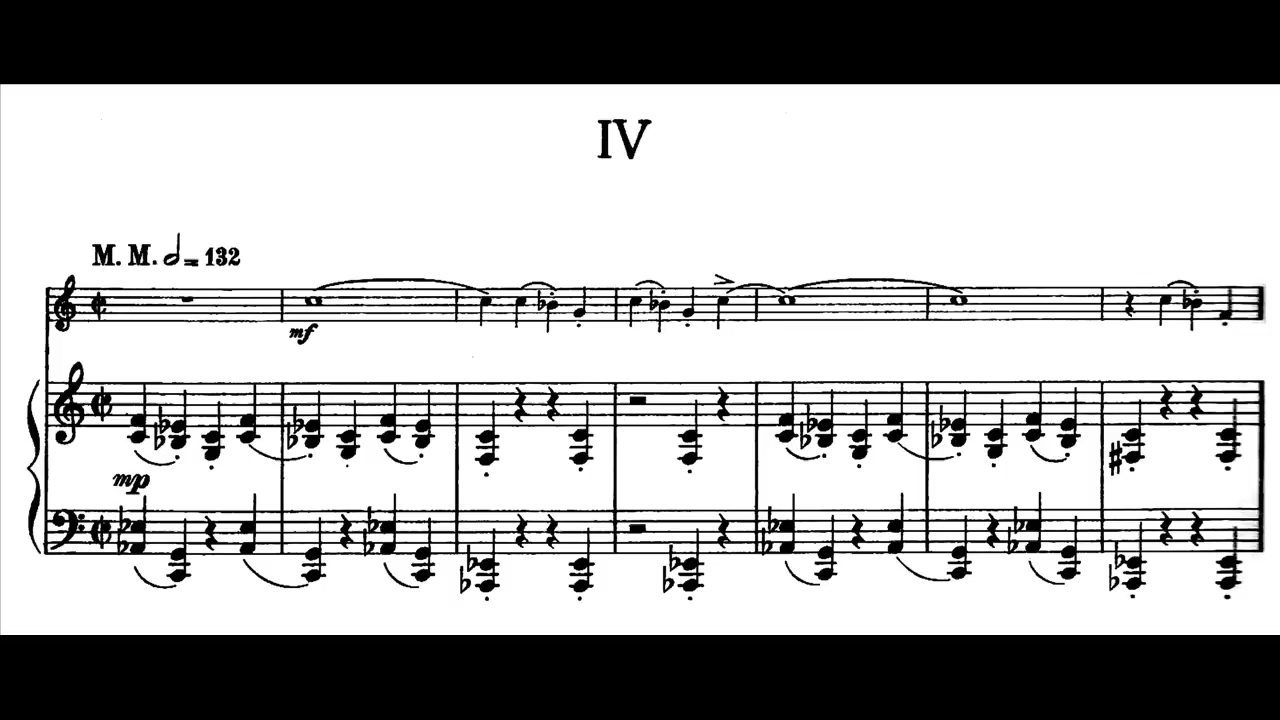 IV
M. M. 𝅗𝅥 = 132
mf
mp